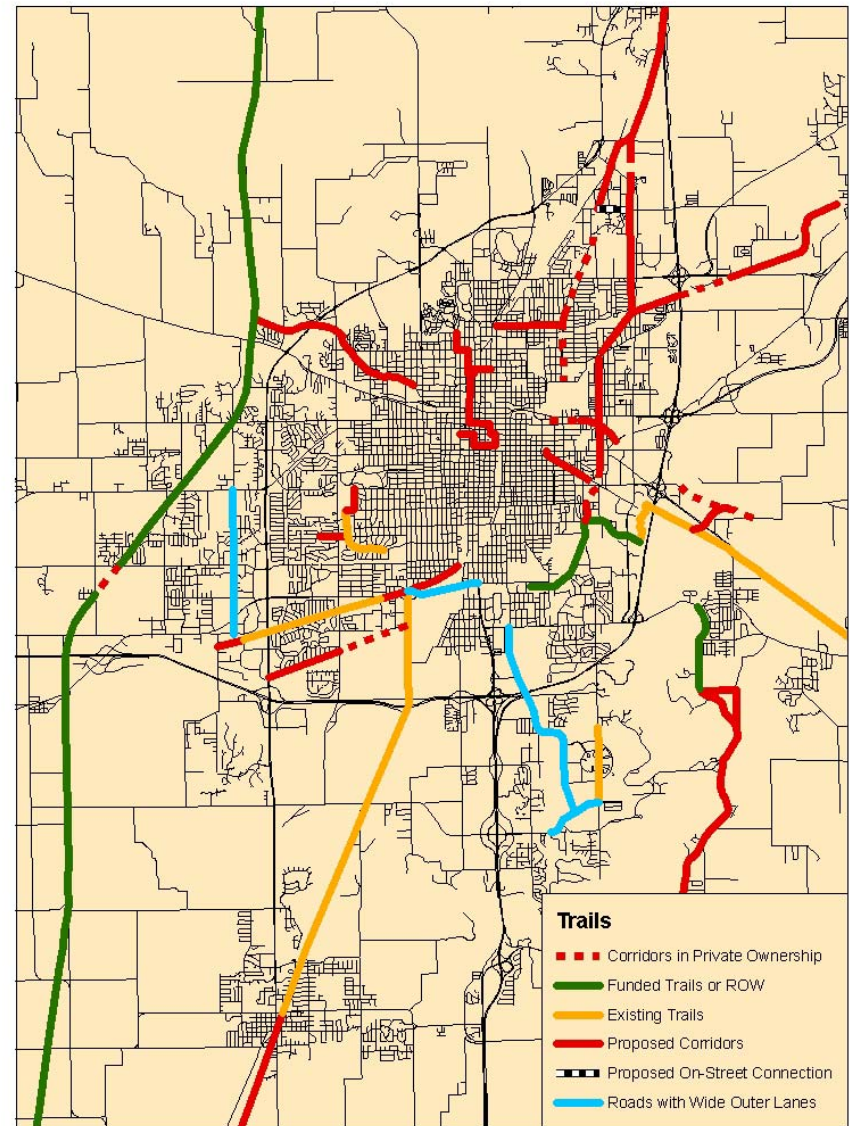 Trails
Corridors in Private Ownership
Funded Trails or ROW
Existing Trails
Proposed Corridors
Proposed On-Street Connection
Roads with Wide Outer Lanes